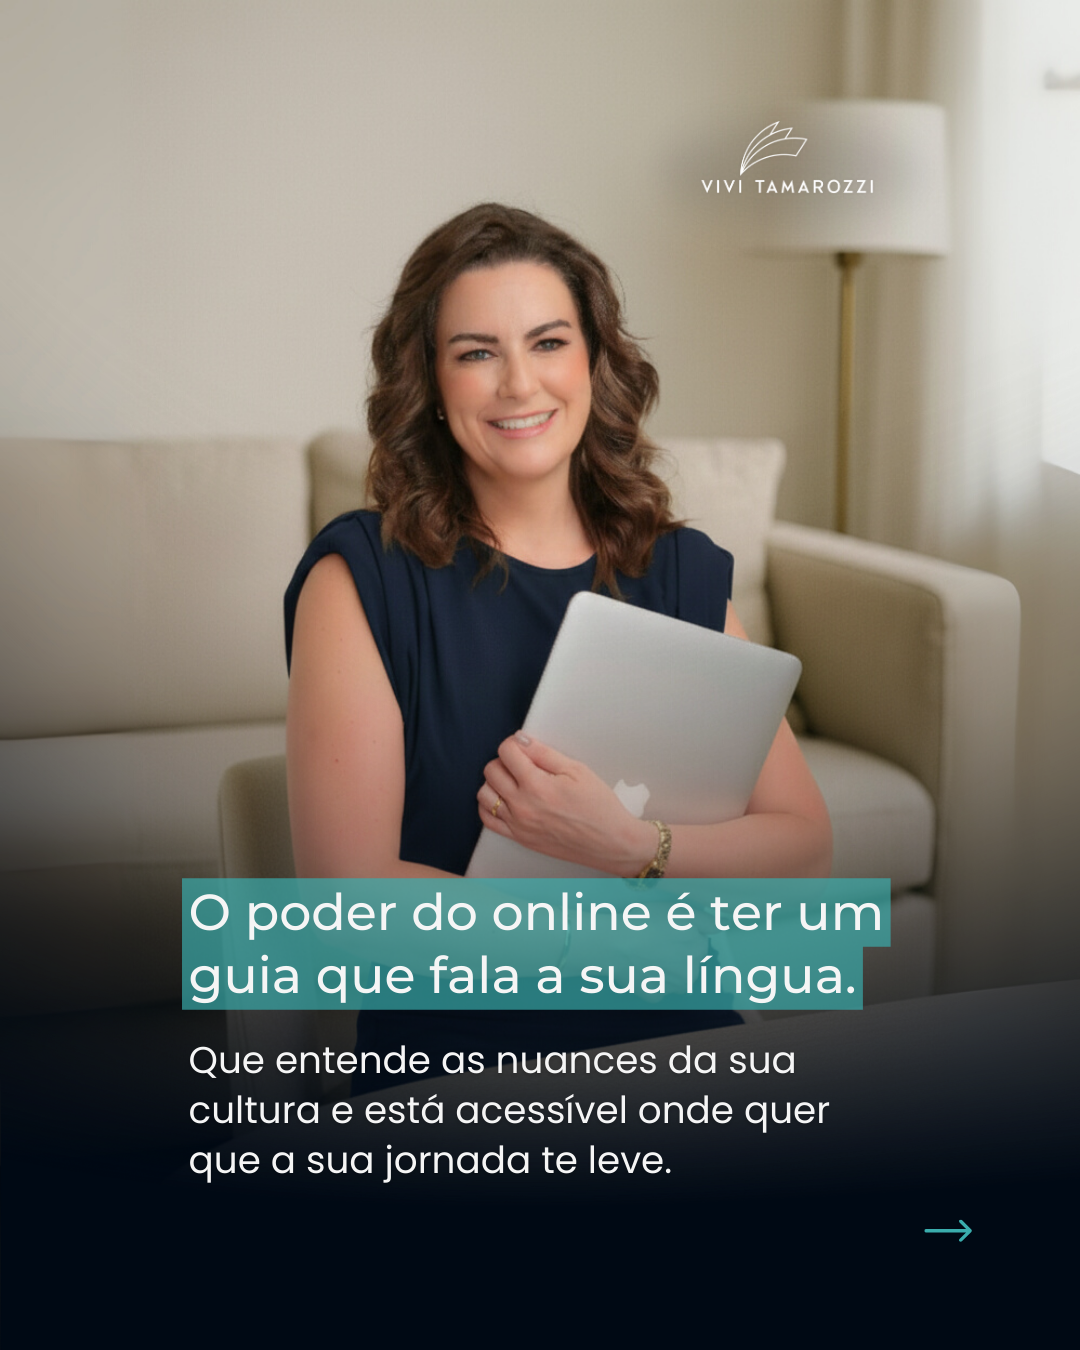 VIVI TAMAROZZI
O poder do online é ter um
guia que fala a sua língua.
Que entende as nuances da sua
cultura e está acessível onde quer
que a sua jornada te leve.